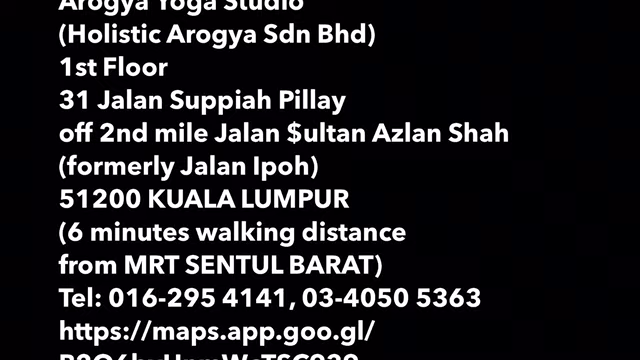 Arogya Yoga Studio
(Holistic Arogya Sdn Bhd)
1st Floor
31 Jalan Suppiah Pillay
off 2nd mile Jalan $ultan Azlan Shah
(formerly Jalan Ipoh)
51200 KUALA LUMPUR
(6 minutes walking distance
from MRT SENTUL BARAT)
Tel: 016-295 4141, 03-4050 5363
https://maps.app.goo.gl/